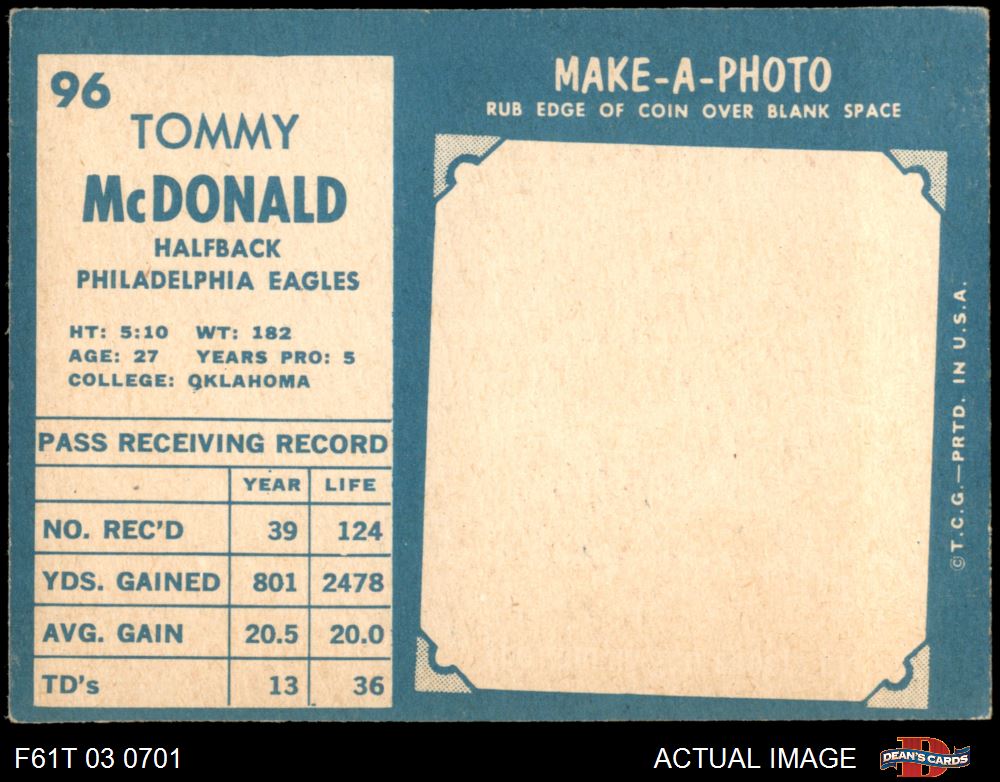 96
TOMMY
McDONALD
HALFBACK
PHILADELPHIA EAGLES
HT: 5:10 WT: 182
AGE: 27 YEARS PRO: 5
COLLEGE: OKLAHOMA
PASS RECEIVING RECORD
YEAR LIFE
NO. REC'D 39 124
YDS. GAINED 801 2478
AVG. GAIN 20.5 20.0
TD's 13 36
MAKE-A-PHOTO
RUB EDGE OF COIN OVER BLANK SPACE
©T.C.G.—PRTD. IN U.S.A.
F61T 03 0701
ACTUAL IMAGE
D
DEAN'S CARDS